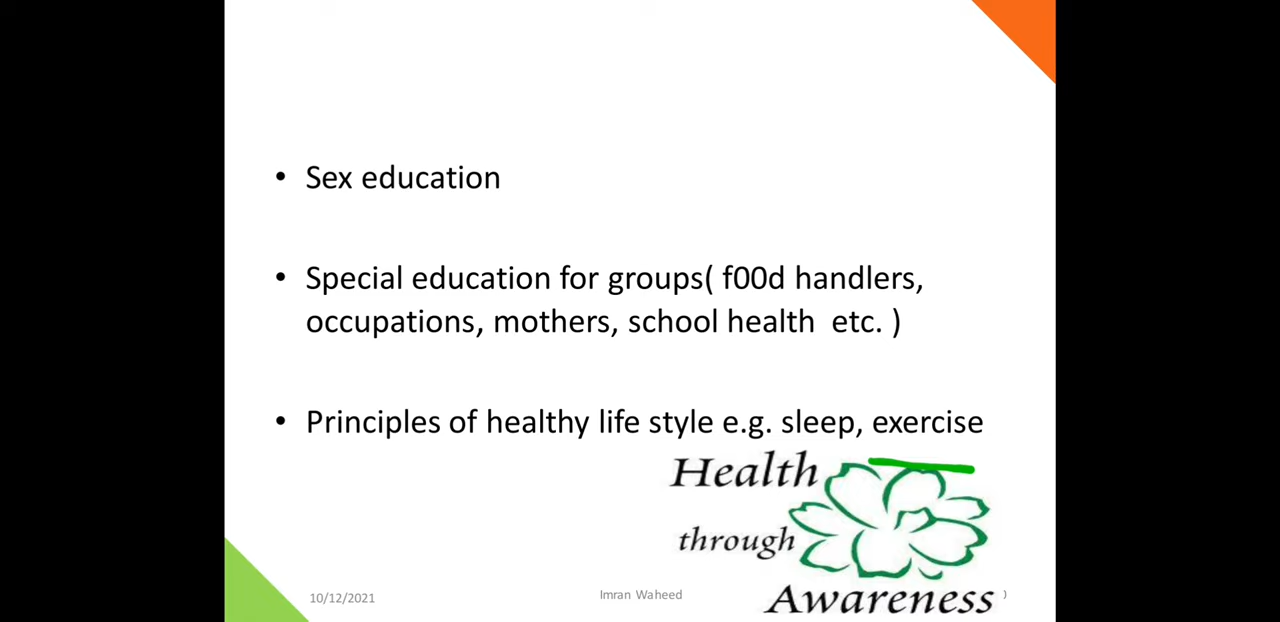 • Sex education
• Special education for groups( f00d handlers,
occupations, mothers, school health etc. )
• Principles of healthy life style e.g. sleep, exercise
Health
through
Awareness
10/12/2021
Imran Waheed